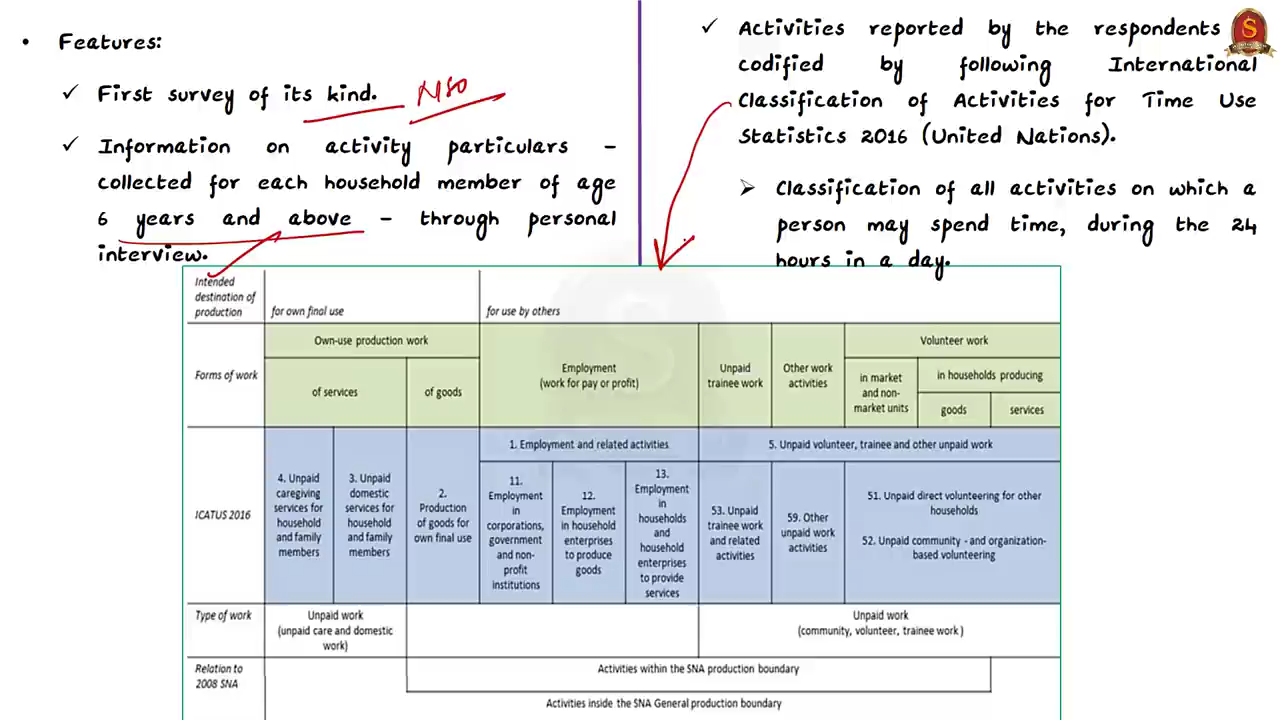 • Features:
✓ First survey of its kind. NSO
✓ Information on activity particulars –
collected for each household member of age
6 years and above – through personal
interview.
✓ Activities reported by the respondents
codified by following International
Classification of Activities for Time Use
Statistics 2016 (United Nations).
➢ Classification of all activities on which a
person may spend time, during the 24
hours in a day.
Intended
destination of
production
for own final use
for use by others
Forms of work
Own-use production work
of services
of goods
Employment
(work for pay or profit)
Unpaid
trainee work
Other work
activities
Volunteer work
in market
and non-
market units
in households producing
goods
services
ICATUS 2016
4. Unpaid
caregiving
services for
household
and family
members
3. Unpaid
domestic
services for
household
and family
members
2.
Production
of goods for
own final use
1. Employment and related activities
11.
Employment
in
corporations,
government
and non-
profit
institutions
12.
Employment
in household
enterprises
to produce
goods
13.
Employment
in
households
and
household
enterprises
to provide
services
5. Unpaid volunteer, trainee and other unpaid work
53. Unpaid
trainee work
and related
activities
59. Other
unpaid work
activities
51. Unpaid direct volunteering for other
households
52. Unpaid community - and organization-
based volunteering
Type of work
Unpaid work
(unpaid care and domestic
work)
Unpaid work
(community, volunteer, trainee work )
Relation to
2008 SNA
Activities within the SNA production boundary
Activities inside the SNA General production boundary